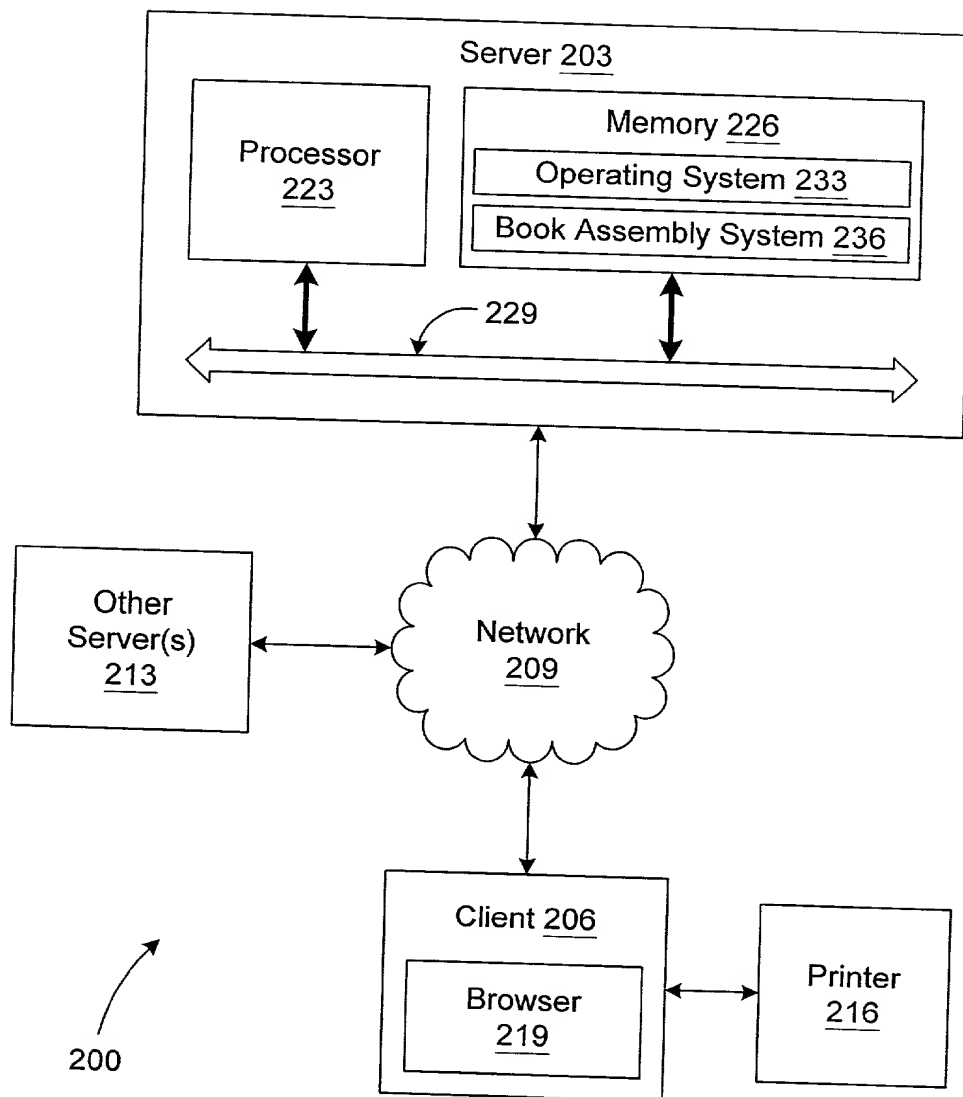 Server 203
Processor
223
Memory 226
Operating System 233
Book Assembly System 236
229
Other
Server(s)
213
Network
209
Client 206
Browser
219
Printer
216
200